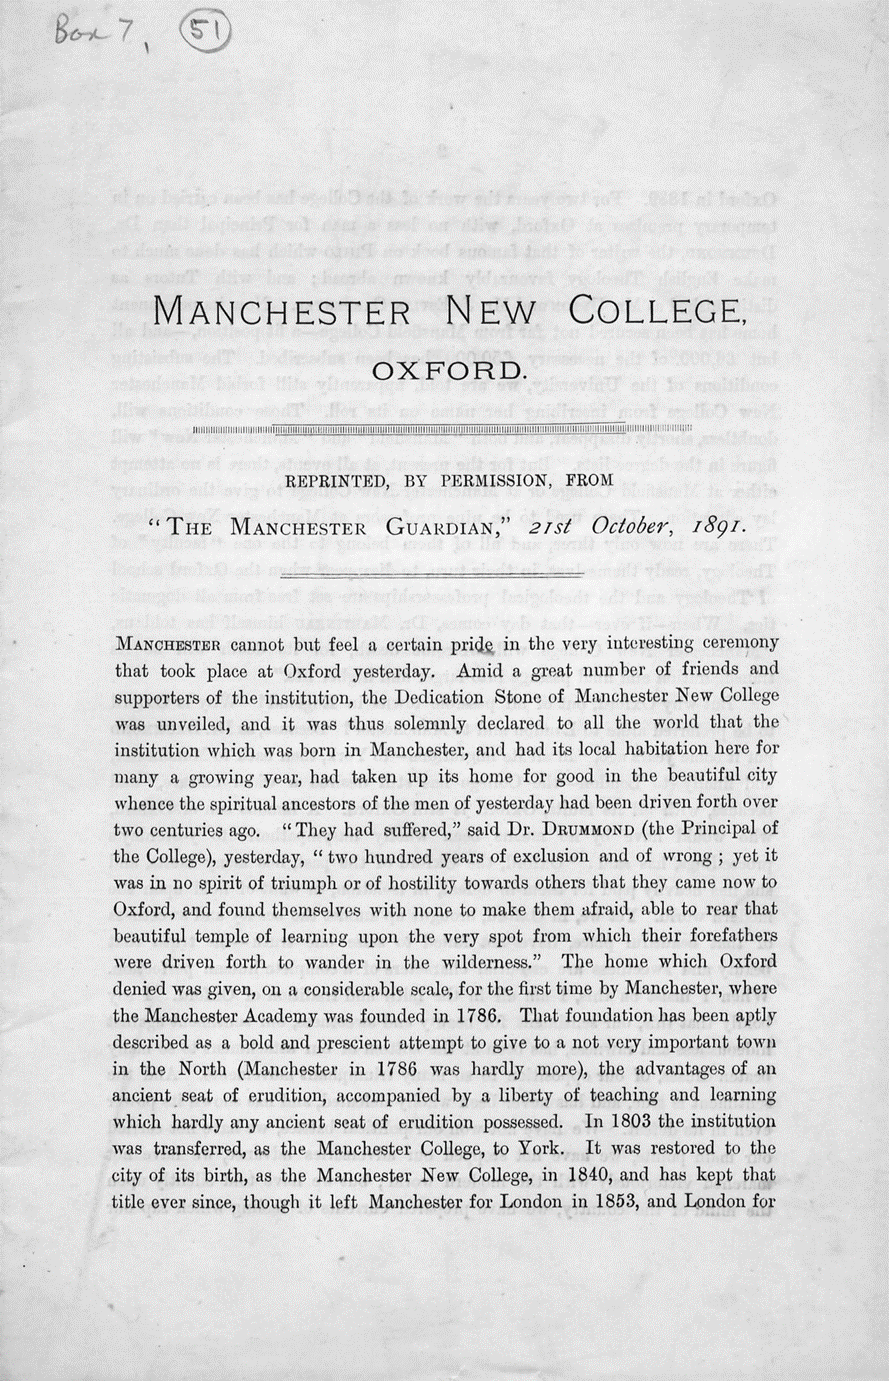 Box 7, 51
MANCHESTER NEW COLLEGE,
OXFORD.
REPRINTED, BY PERMISSION, FROM
“THE MANCHESTER GUARDIAN,” 21st October, 1891.
MANCHESTER cannot but feel a certain pride in the very interesting ceremony
that took place at Oxford yesterday. Amid a great number of friends and
supporters of the institution, the Dedication Stone of Manchester New College
was unveiled, and it was thus solemnly declared to all the world that the
institution which was born in Manchester, and had its local habitation here for
many a growing year, had taken up its home for good in the beautiful city
whence the spiritual ancestors of the men of yesterday had been driven forth over
two centuries ago. “They had suffered,” said Dr. DRUMMOND (the Principal of
the College), yesterday, “two hundred years of exclusion and of wrong; yet it
was in no spirit of triumph or of hostility towards others that they came now to
Oxford, and found themselves with none to make them afraid, able to rear that
beautiful temple of learning upon the very spot from which their forefathers
were driven forth to wander in the wilderness.” The home which Oxford
denied was given, on a considerable scale, for the first time by Manchester, where
the Manchester Academy was founded in 1786. That foundation has been aptly
described as a bold and prescient attempt to give to a not very important town
in the North (Manchester in 1786 was hardly more), the advantages of an
ancient seat of erudition, accompanied by a liberty of teaching and learning
which hardly any ancient seat of erudition possessed. In 1803 the institution
was transferred, as the Manchester College, to York. It was restored to the
city of its birth, as the Manchester New College, in 1840, and has kept that
title ever since, though it left Manchester for London in 1853, and London for